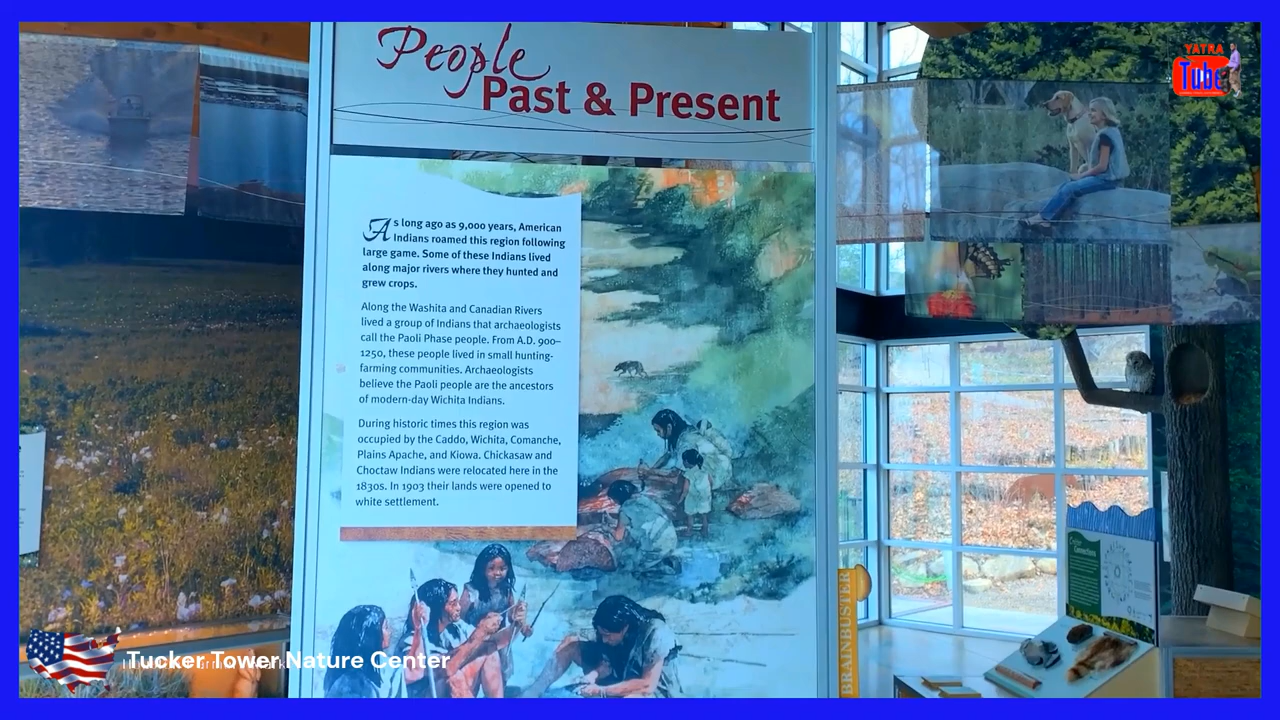 People
Past & Present
YATRA
Tube
As long ago as 9,000 years, American
Indians roamed this region following
large game. Some of these Indians lived
along major rivers where they hunted and
grew crops.
Along the Washita and Canadian Rivers
lived a group of Indians that archaeologists
call the Paoli Phase people. From A.D. 900–
1250, these people lived in small hunting-
farming communities. Archaeologists
believe the Paoli people are the ancestors
of modern-day Wichita Indians.
During historic times this region was
occupied by the Caddo, Wichita, Comanche,
Plains Apache, and Kiowa. Chickasaw and
Choctaw Indians were relocated here in the
1830s. In 1903 their lands were opened to
white settlement.
Connections
BRAIN BUSTER
Tucker Tower Nature Center